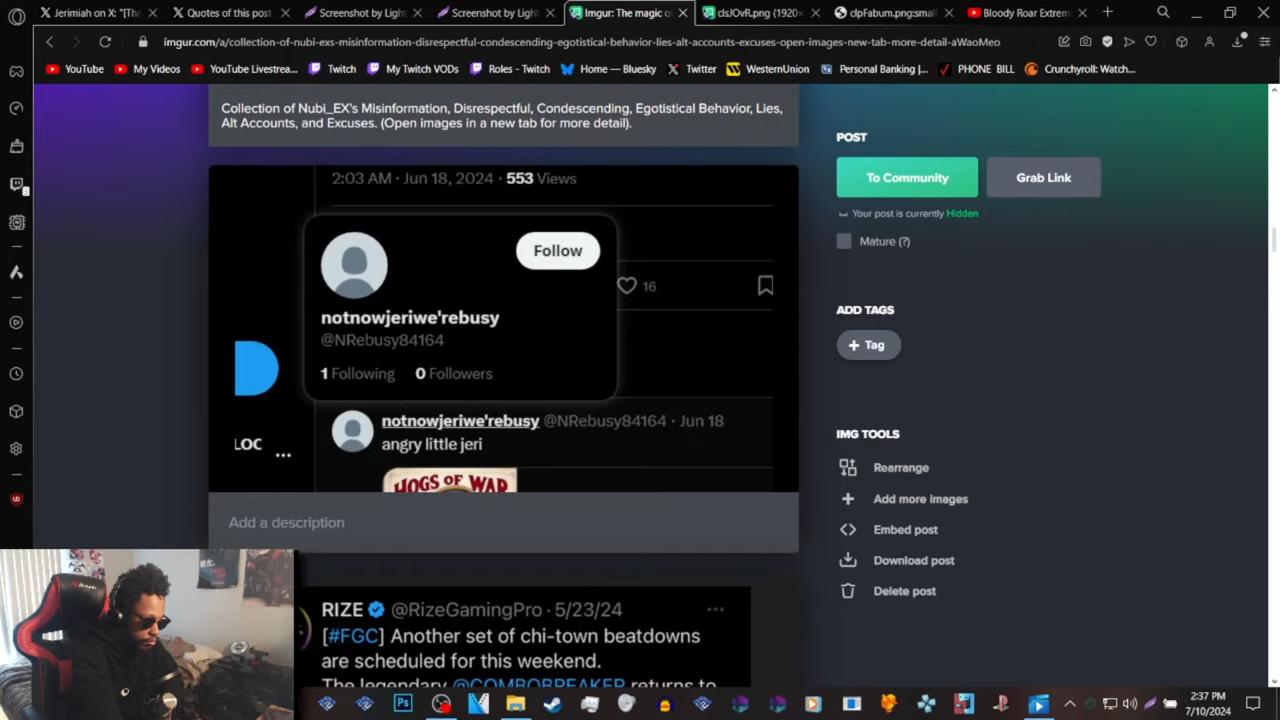 Jerimiah on X: "[Thr
Quotes of this post
Screenshot by Light
Screenshot by Light
Imgur: The magic of
clsJOvR.png (1920×
clpFabum.png:small
Bloody Roar Extrem
imgur.com/a/collection-of-nubi-exs-misinformation-disrespectful-condescending-egotistical-behavior-lies-alt-accounts-excuses-open-images-new-tab-more-detail-aWaoMeo
YouTube
My Videos
YouTube Livestrea...
Twitch
My Twitch VODs
Roles - Twitch
Home — Bluesky
Twitter
WesternUnion
Personal Banking |...
PHONE BILL
Crunchyroll: Watch...
Collection of Nubi_EX's Misinformation, Disrespectful, Condescending, Egotistical Behavior, Lies,
Alt Accounts, and Excuses. (Open images in a new tab for more detail).
2:03 AM · Jun 18, 2024 · 553 Views
Follow
notnowjeriwe'rebusy
@NRebusy84164
1 Following 0 Followers
16
notnowjeriwe'rebusy @NRebusy84164 · Jun 18
angry little jeri
LOC ...
HOGS OF WAR
Add a description
RIZE @RizeGamingPro · 5/23/24 ...
[#FGC] Another set of chi-town beatdowns
are scheduled for this weekend.
The legendary @COMBOBREAKER returns to
POST
To Community
Grab Link
Your post is currently Hidden
Mature (?)
ADD TAGS
+ Tag
IMG TOOLS
Rearrange
Add more images
Embed post
Download post
Delete post
2:37 PM
7/10/2024